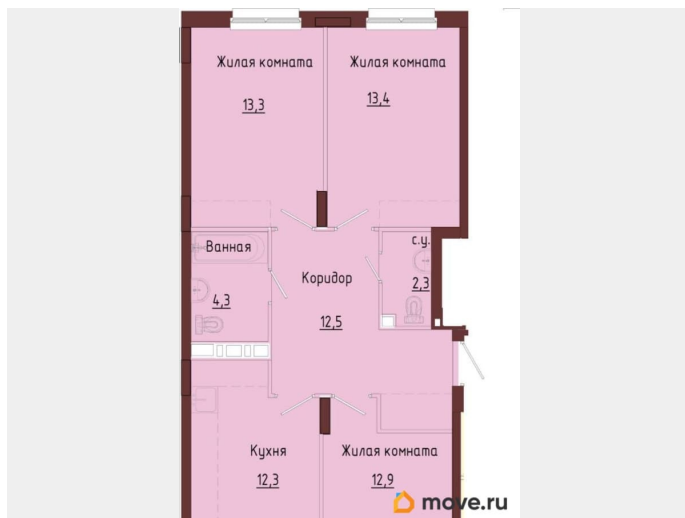 Жилая комната
13,3
Жилая комната
13,4
Ванная
4,3
с.у.
2,3
Коридор
12,5
Кухня
12,3
Жилая комната
12,9
move.ru